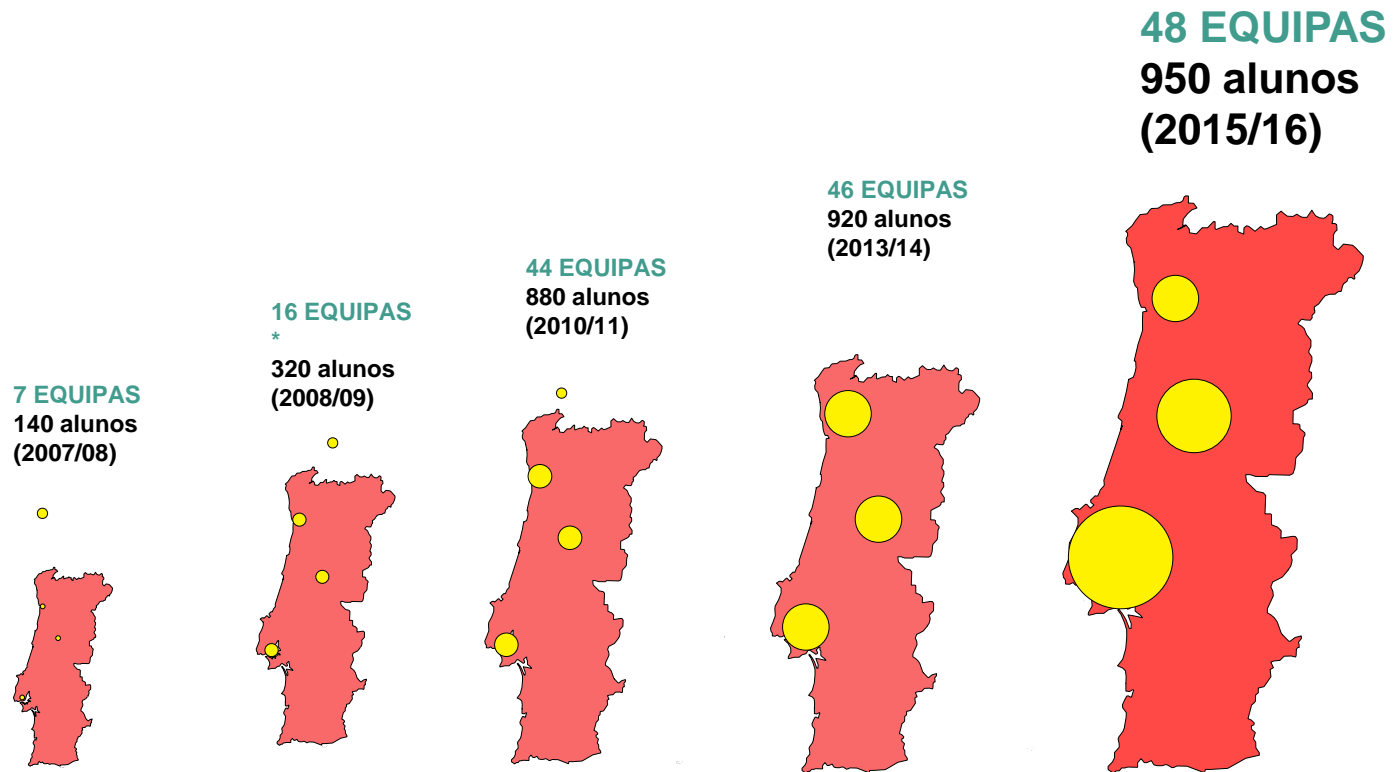 7 EQUIPAS
140 alunos
(2007/08)
16 EQUIPAS
*
320 alunos
(2008/09)
44 EQUIPAS
880 alunos
(2010/11)
46 EQUIPAS
920 alunos
(2013/14)
48 EQUIPAS
950 alunos
(2015/16)